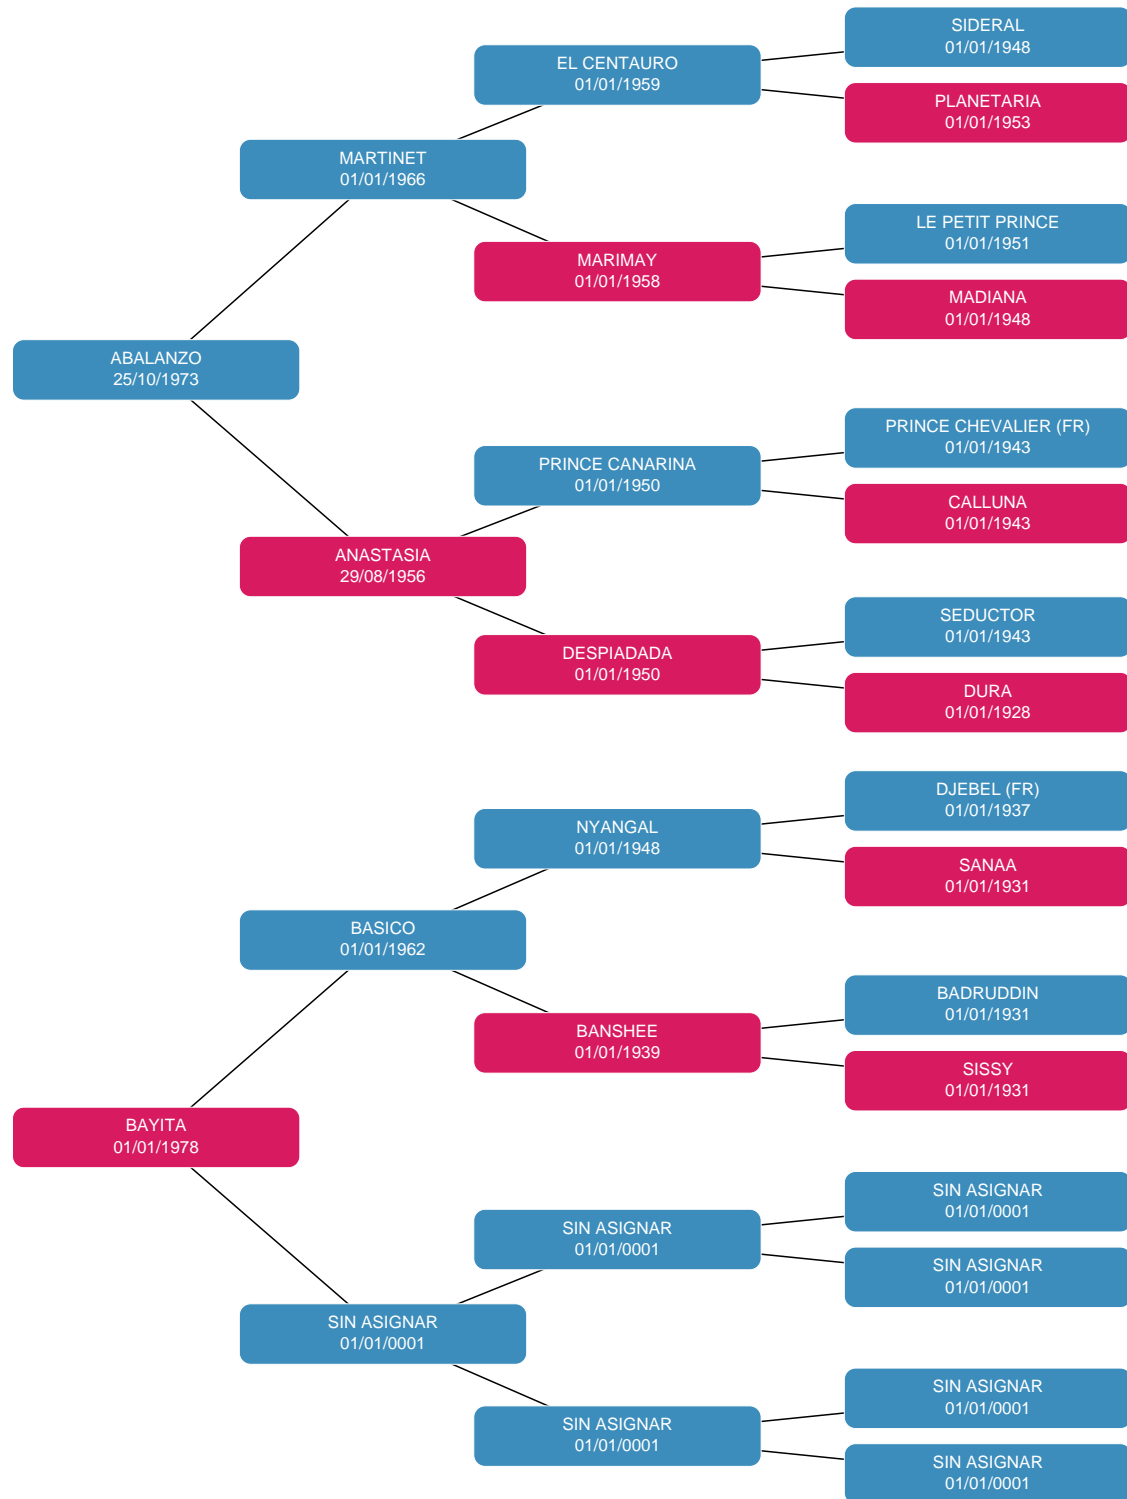 SIDERAL
01/01/1948
EL CENTAURO
01/01/1959
PLANETARIA
01/01/1953
MARTINET
01/01/1966
LE PETIT PRINCE
01/01/1951
MARIMAY
01/01/1958
MADIANA
01/01/1948
ABALANZO
25/10/1973
PRINCE CHEVALIER (FR)
01/01/1943
PRINCE CANARINA
01/01/1950
CALLUNA
01/01/1943
ANASTASIA
29/08/1956
SEDUCTOR
01/01/1943
DESPIADADA
01/01/1950
DURA
01/01/1928
DJEBEL (FR)
01/01/1937
NYANGAL
01/01/1948
SANAA
01/01/1931
BASICO
01/01/1962
BADRUDDIN
01/01/1931
BANSHEE
01/01/1939
SISSY
01/01/1931
BAYITA
01/01/1978
SIN ASIGNAR
01/01/0001
SIN ASIGNAR
01/01/0001
SIN ASIGNAR
01/01/0001
SIN ASIGNAR
01/01/0001
SIN ASIGNAR
01/01/0001
SIN ASIGNAR
01/01/0001
SIN ASIGNAR
01/01/0001